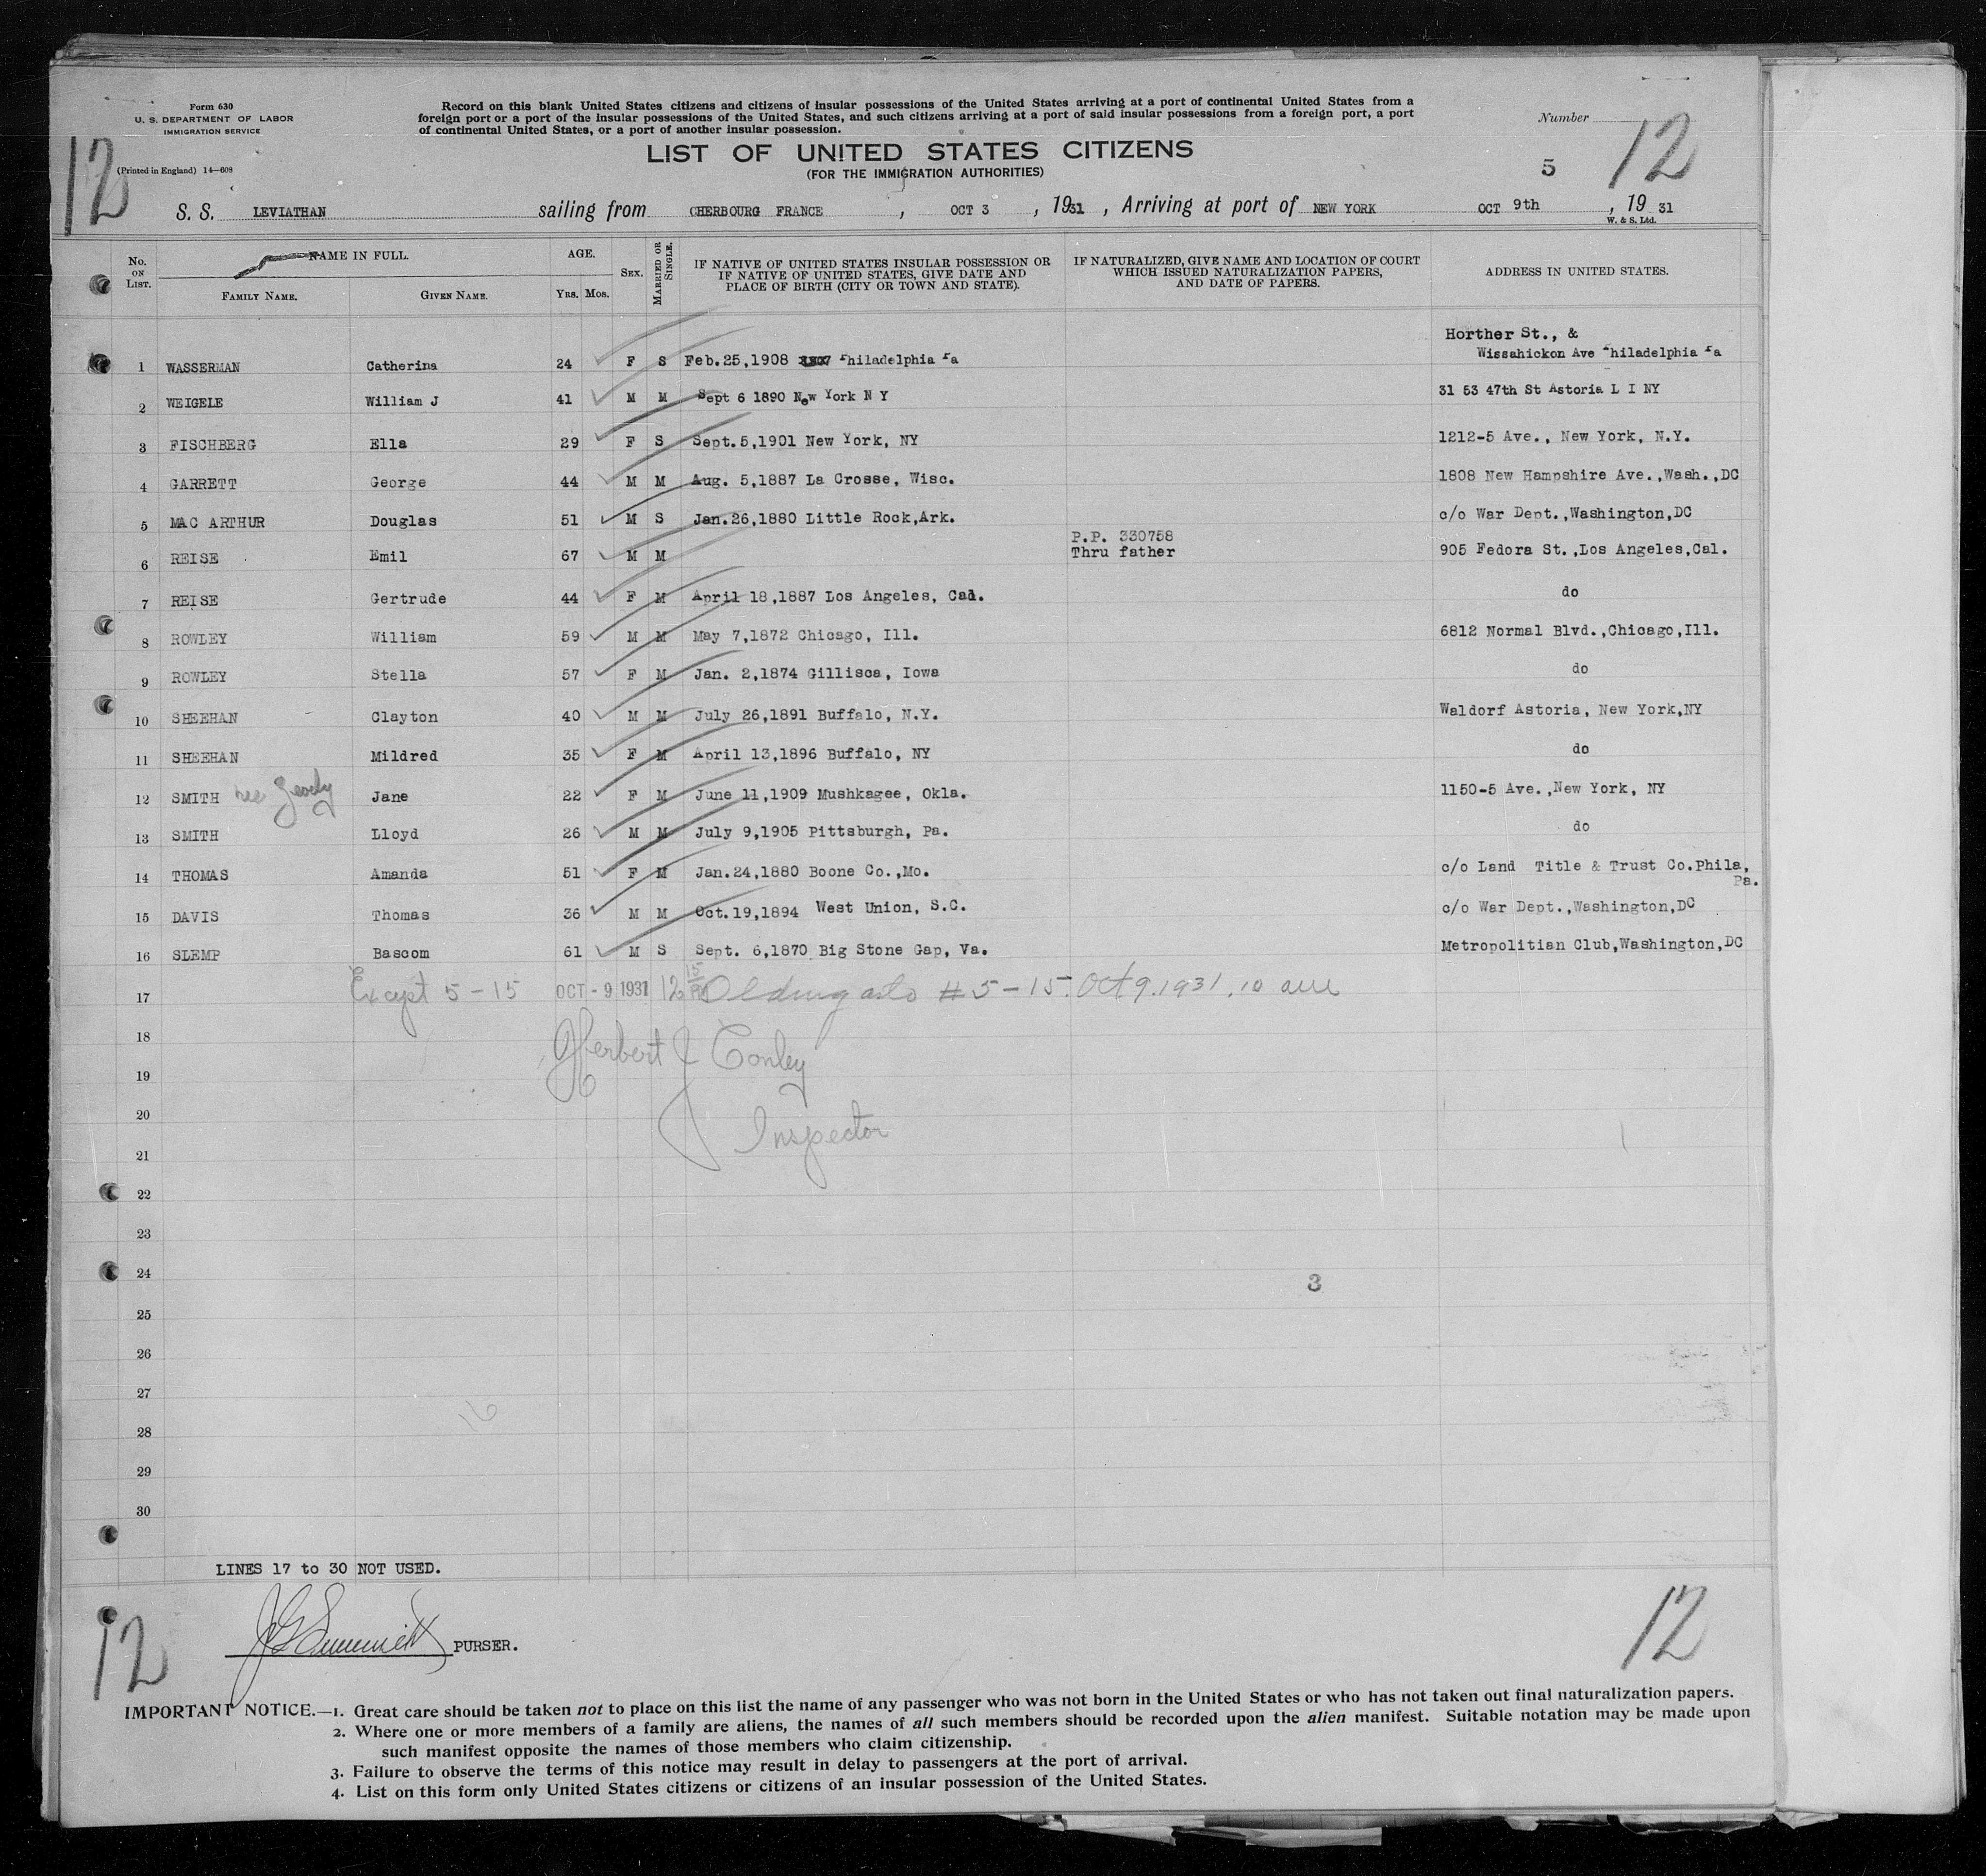 Form 630
U. S. DEPARTMENT OF LABOR
IMMIGRATION SERVICE
(Printed in England) 14—608
Record on this blank United States citizens and citizens of insular possessions of the United States arriving at a port of continental United States from a
foreign port or a port of the insular possessions of the United States, and such citizens arriving at a port of said insular possessions from a foreign port, a port
of continental United States, or a port of another insular possession.
Number
12
12
LIST OF UNITED STATES CITIZENS
(FOR THE IMMIGRATION AUTHORITIES)
5
S. S. LEVIATHAN sailing from CHERBOURG FRANCE, OCT 3, 1931, Arriving at port of NEW YORK OCT 9th, 19 31
W. & S. Ltd.
No. ON LIST. NAME IN FULL. FAMILY NAME. GIVEN NAME. AGE. YRS. MOS. SEX. MARRIED OR SINGLE. IF NATIVE OF UNITED STATES INSULAR POSSESSION OR IF NATIVE OF UNITED STATES, GIVE DATE AND PLACE OF BIRTH (CITY OR TOWN AND STATE). IF NATURALIZED, GIVE NAME AND LOCATION OF COURT WHICH ISSUED NATURALIZATION PAPERS, AND DATE OF PAPERS. ADDRESS IN UNITED STATES.
Horther St., &
1 WASSERMAN Catherina 24 F S Feb.25,1908 Philadelphia Pa Wissahickon Ave Philadelphia Pa
2 WEIGELE William J 41 M M Sept 6 1890 New York N Y 31 53 47th St Astoria L I NY
3 FISCHBERG Ella 29 F S Sept.5,1901 New York, NY 1212-5 Ave., New York, N.Y.
4 GARRETT George 44 M M Aug. 5,1887 La Crosse, Wisc. 1808 New Hampshire Ave.,Wash.,DC
5 MAC ARTHUR Douglas 51 M S Jan.26,1880 Little Rock,Ark. c/o War Dept.,Washington,DC
P.P. 330758
6 REISE Emil 67 M M Thru father 905 Fedora St.,Los Angeles,Cal.
7 REISE Gertrude 44 F M April 18,1887 Los Angeles, Cal. do
8 ROWLEY William 59 M M May 7,1872 Chicago, Ill. 6812 Normal Blvd.,Chicago,Ill.
9 ROWLEY Stella 57 F M Jan. 2,1874 Gillisca, Iowa do
10 SHEEHAN Clayton 40 M M July 26,1891 Buffalo, N.Y. Waldorf Astoria, New York,NY
11 SHEEHAN Mildred 35 F M April 13,1896 Buffalo, NY do
12 SMITH nee Jane 22 F M June 11,1909 Mushkagee, Okla. 1150-5 Ave.,New York, NY
13 SMITH Lloyd 26 M M July 9,1905 Pittsburgh, Pa. do
14 THOMAS Amanda 51 F M Jan.24,1880 Boone Co.,Mo. c/o Land Title & Trust Co.Phila,
Pa.
15 DAVIS Thomas 36 M M Oct.19,1894 West Union, S.C. c/o War Dept.,Washington,DC
16 SLEMP Bascom 61 M S Sept. 6,1870 Big Stone Gap, Va. Metropolitian Club,Washington,DC
17 Except 5-15 OCT - 9 1931 12 15 PM # 5-15. Oct 9.1931. 10 am
18 Herbert J Conley
19
20 Inspector
21
22
23
24
3
25
26
27
16
28
29
30
LINES 17 to 30 NOT USED.
PURSER.
12
12
IMPORTANT NOTICE.—1. Great care should be taken not to place on this list the name of any passenger who was not born in the United States or who has not taken out final naturalization papers.
2. Where one or more members of a family are aliens, the names of all such members should be recorded upon the alien manifest. Suitable notation may be made upon
such manifest opposite the names of those members who claim citizenship.
3. Failure to observe the terms of this notice may result in delay to passengers at the port of arrival.
4. List on this form only United States citizens or citizens of an insular possession of the United States.